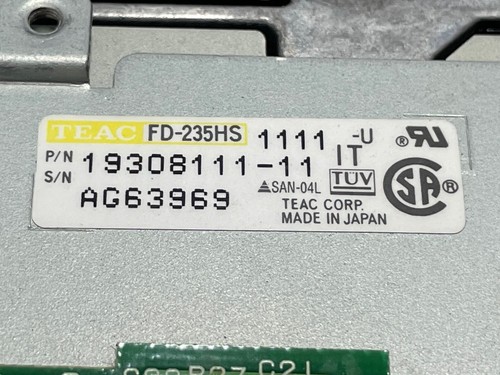 TEAC FD-235HS 1111 -U
P/N 19308111-11 IT
S/N AG63969
SAN-04L TÜV
TEAC CORP.
MADE IN JAPAN